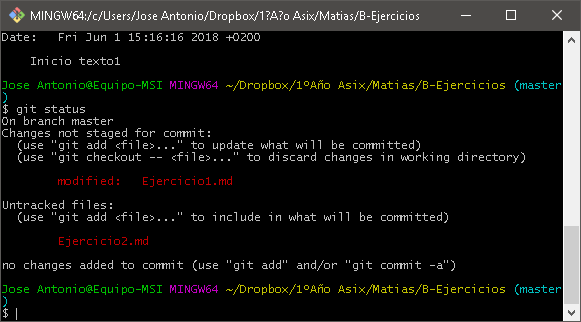 MINGW64:/c/Users/Jose Antonio/Dropbox/1?A?o Asix/Matias/B-Ejercicios
Date:   Fri Jun 1 15:16:16 2018 +0200
    Inicio texto1
Jose Antonio@Equipo-MSI MINGW64 ~/Dropbox/1ºAño Asix/Matias/B-Ejercicios (master
)
$ git status
On branch master
Changes not staged for commit:
  (use "git add <file>..." to update what will be committed)
  (use "git checkout -- <file>..." to discard changes in working directory)
        modified:   Ejercicio1.md
Untracked files:
  (use "git add <file>..." to include in what will be committed)
        Ejercicio2.md
no changes added to commit (use "git add" and/or "git commit -a")
Jose Antonio@Equipo-MSI MINGW64 ~/Dropbox/1ºAño Asix/Matias/B-Ejercicios (master
)
$